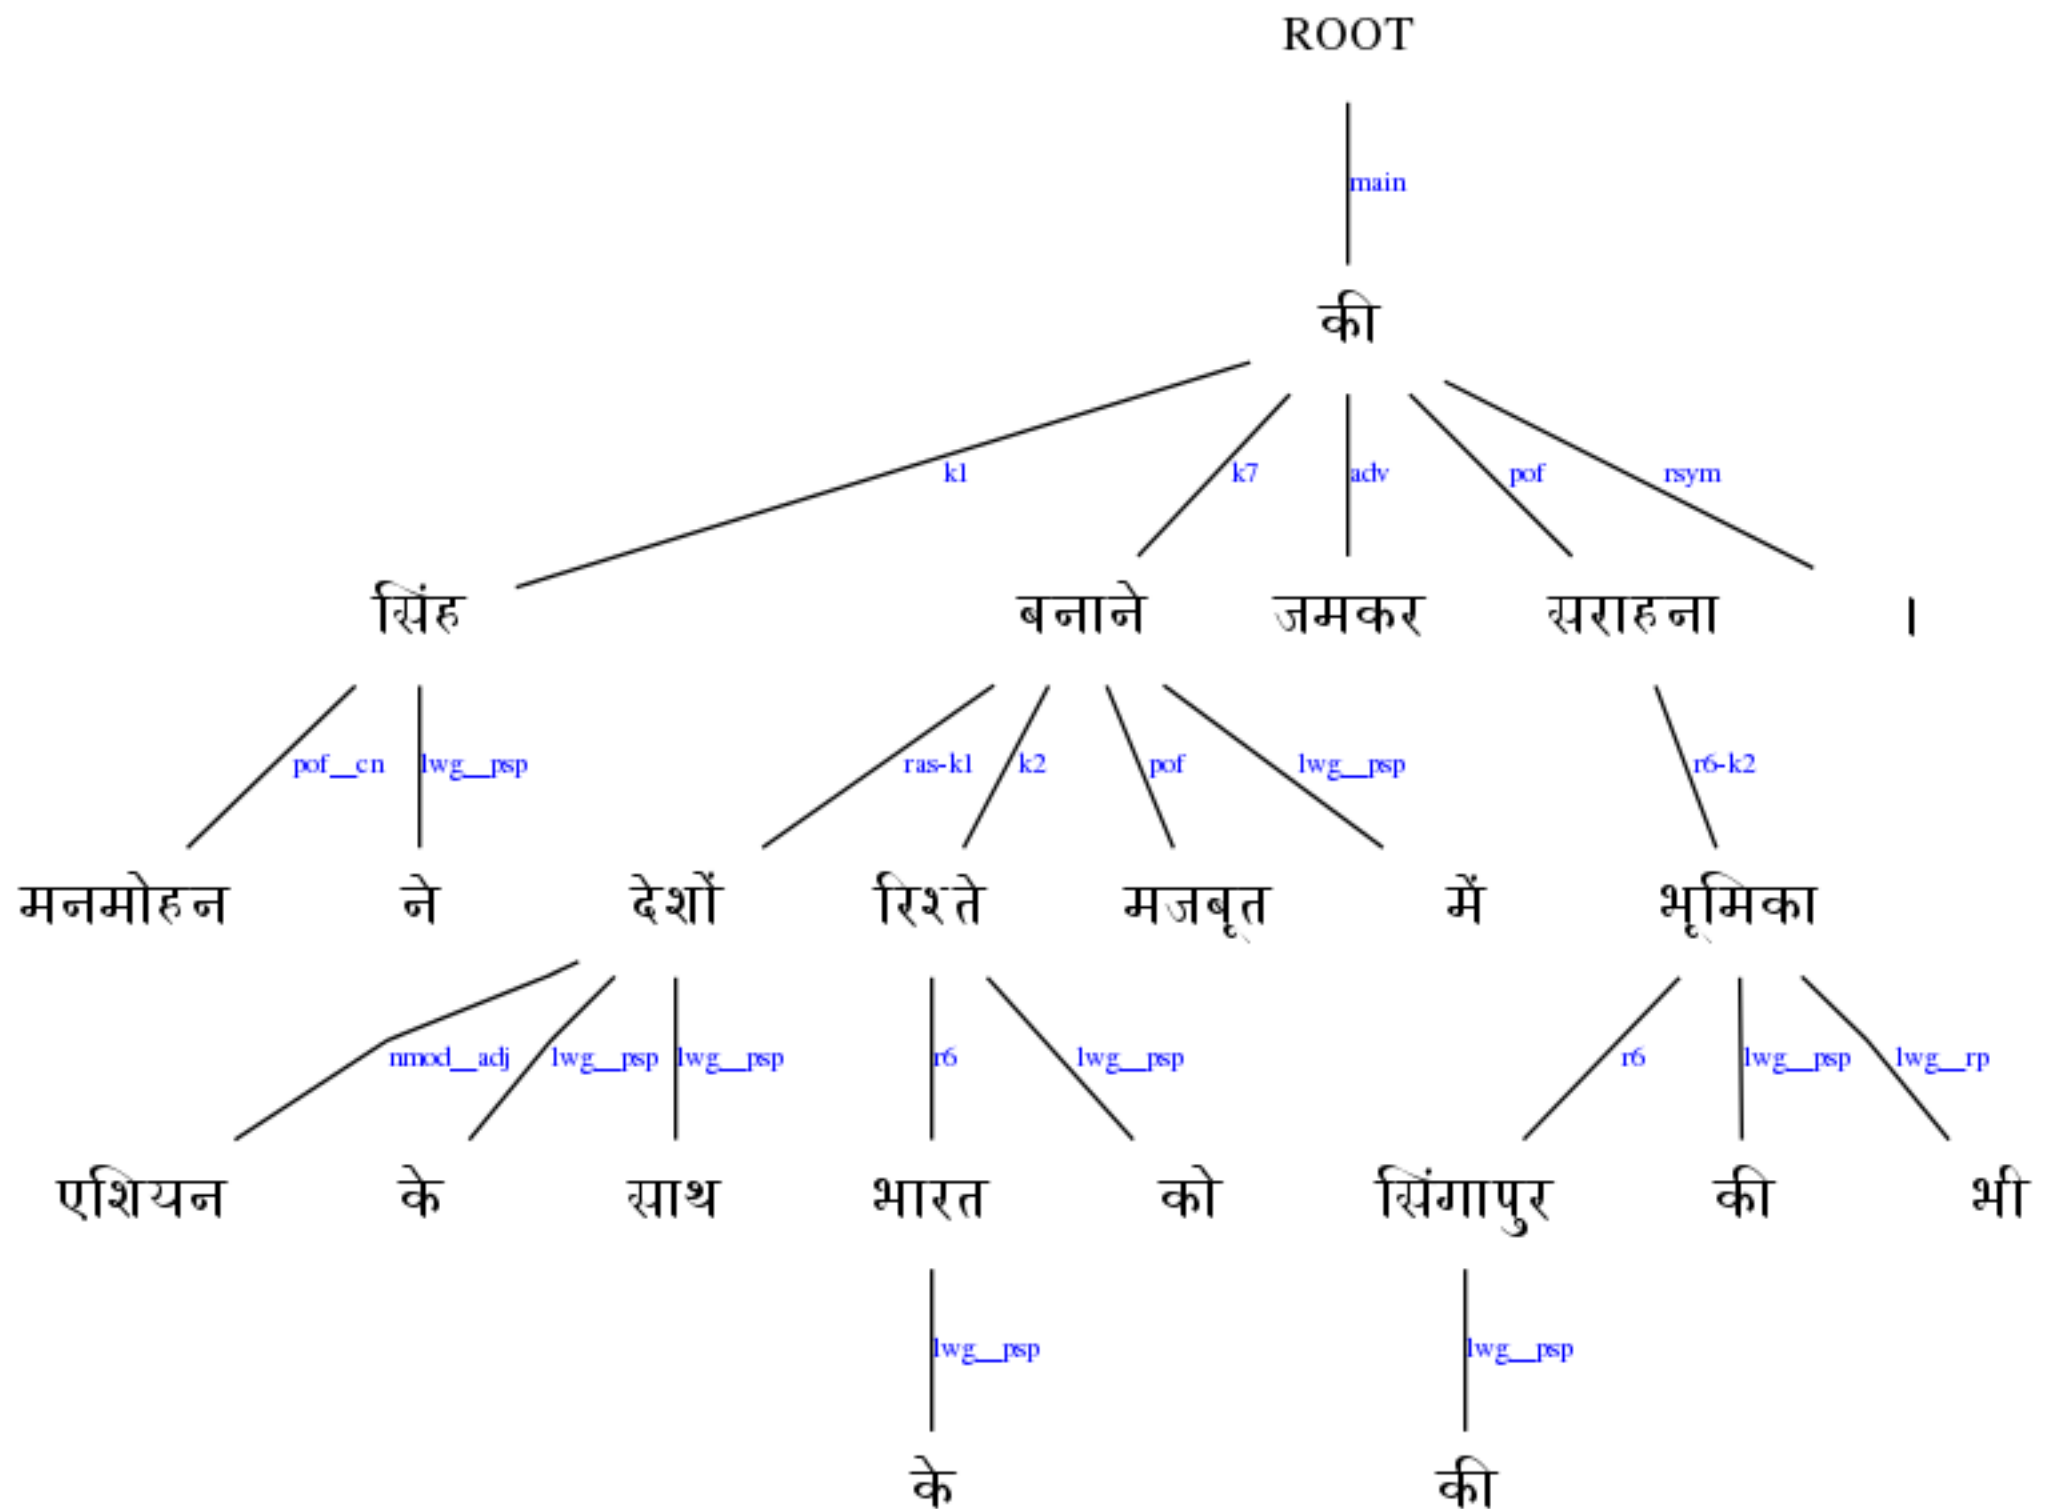 ROOT
main
की
k1 k7 adv pof rsym
सिंह बनाने जमकर सराहना ।
pof__cn lwg__psp ras-k1 k2 pof lwg__psp r6-k2
मनमोहन ने देशों रिश्ते मजबूत में भूमिका
nmod__adj lwg__psp lwg__psp r6 lwg__psp r6 lwg__psp lwg__rp
एशियन के साथ भारत को सिंगापुर की भी
lwg__psp lwg__psp
के की